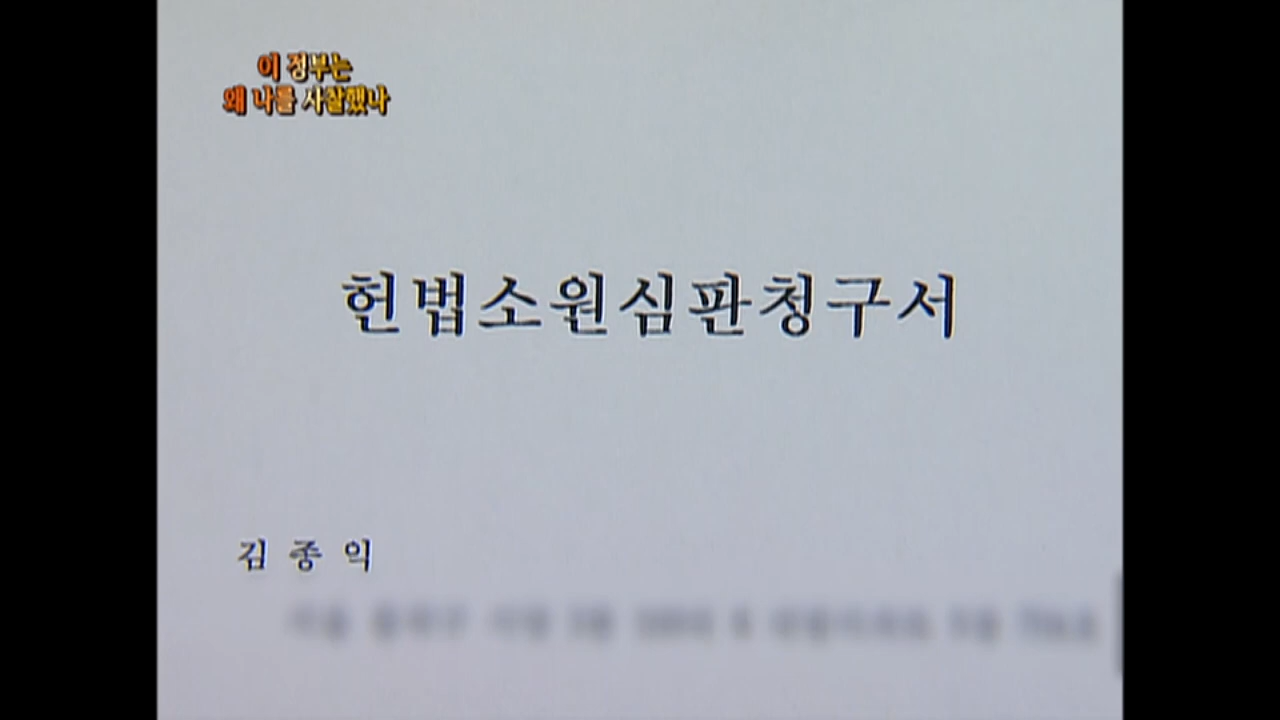 이 정부는
왜 나를 사찰했나
헌법소원심판청구서
김 종 익